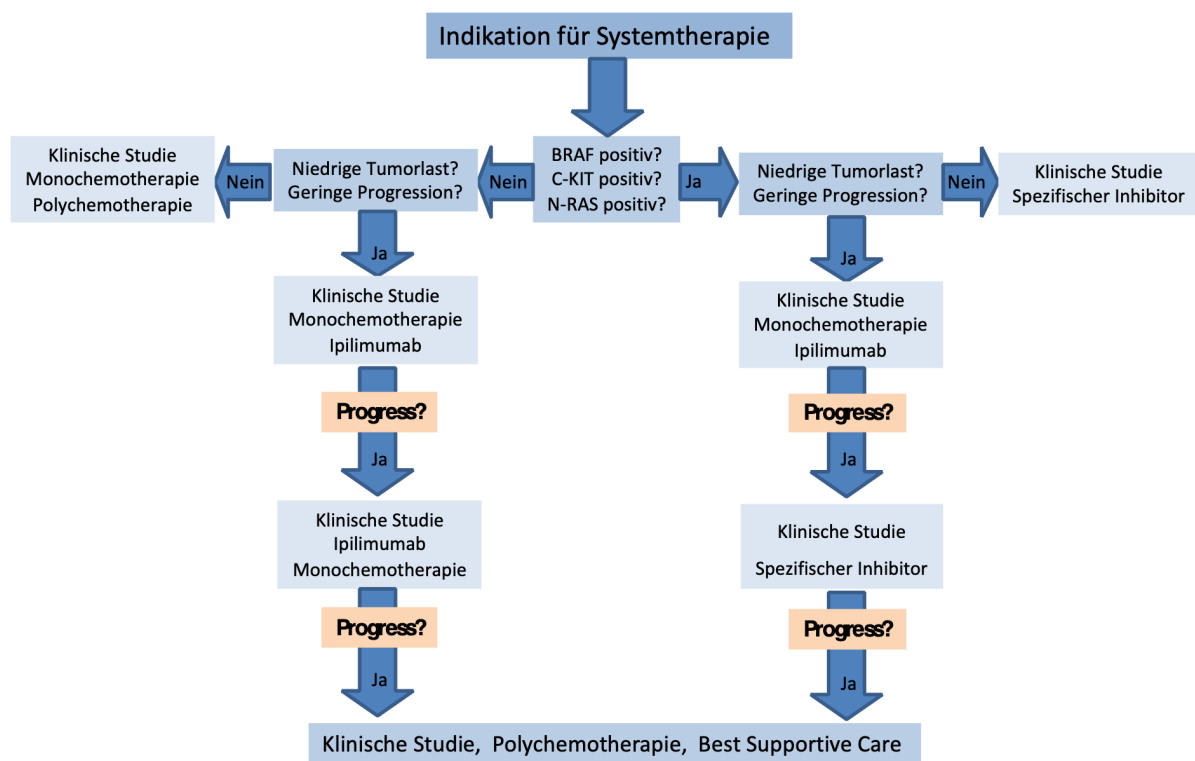 Indikation für Systemtherapie
Klinische Studie
Monochemotherapie
Polychemotherapie
Nein
Niedrige Tumorlast?
Geringe Progression?
Nein
BRAF positiv?
C-KIT positiv?
N-RAS positiv?
Ja
Niedrige Tumorlast?
Geringe Progression?
Nein
Klinische Studie
Spezifischer Inhibitor
Ja
Klinische Studie
Monochemotherapie
Ipilimumab
Progress?
Ja
Klinische Studie
Ipilimumab
Monochemotherapie
Progress?
Ja
Ja
Klinische Studie
Monochemotherapie
Ipilimumab
Progress?
Ja
Klinische Studie
Spezifischer Inhibitor
Progress?
Ja
Klinische Studie, Polychemotherapie, Best Supportive Care